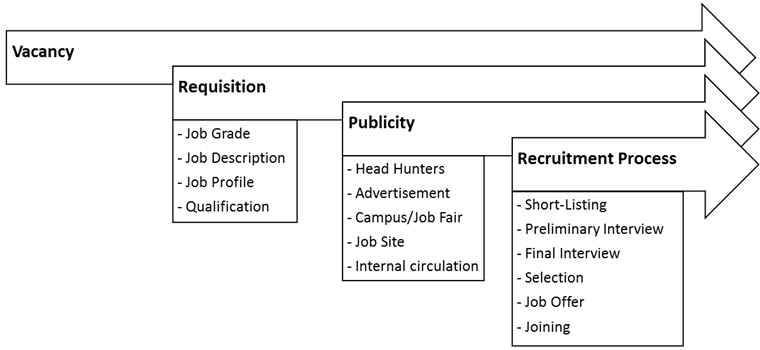 Vacancy
Requisition
- Job Grade
- Job Description
- Job Profile
- Qualification
Publicity
- Head Hunters
- Advertisement
- Campus/Job Fair
- Job Site
- Internal circulation
Recruitment Process
- Short-Listing
- Preliminary Interview
- Final Interview
- Selection
- Job Offer
- Joining